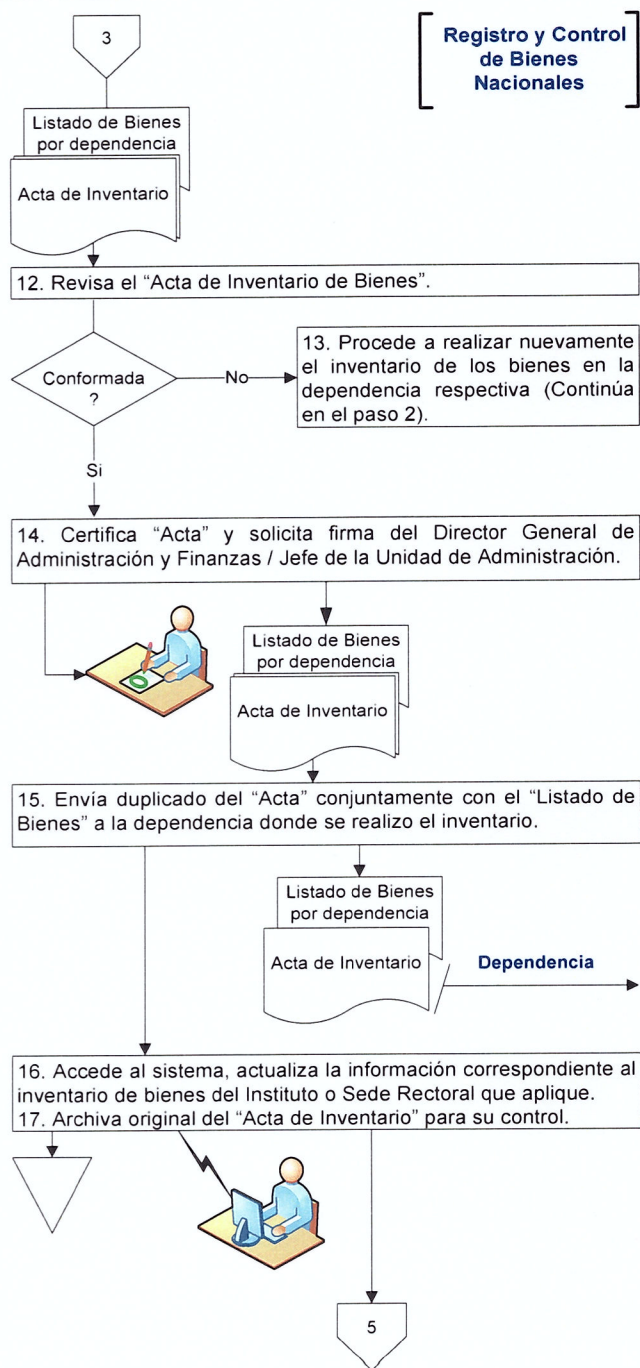 3
Registro y Control
de Bienes
Nacionales
Listado de Bienes
por dependencia
Acta de Inventario
12. Revisa el “Acta de Inventario de Bienes”.
Conformada
?
No
13. Procede a realizar nuevamente
el inventario de los bienes en la
dependencia respectiva (Continúa
en el paso 2).
Si
14. Certifica “Acta” y solicita firma del Director General de
Administración y Finanzas / Jefe de la Unidad de Administración.
Listado de Bienes
por dependencia
Acta de Inventario
15. Envía duplicado del “Acta” conjuntamente con el “Listado de
Bienes” a la dependencia donde se realizo el inventario.
Listado de Bienes
por dependencia
Acta de Inventario
Dependencia
16. Accede al sistema, actualiza la información correspondiente al
inventario de bienes del Instituto o Sede Rectoral que aplique.
17. Archiva original del “Acta de Inventario” para su control.
5